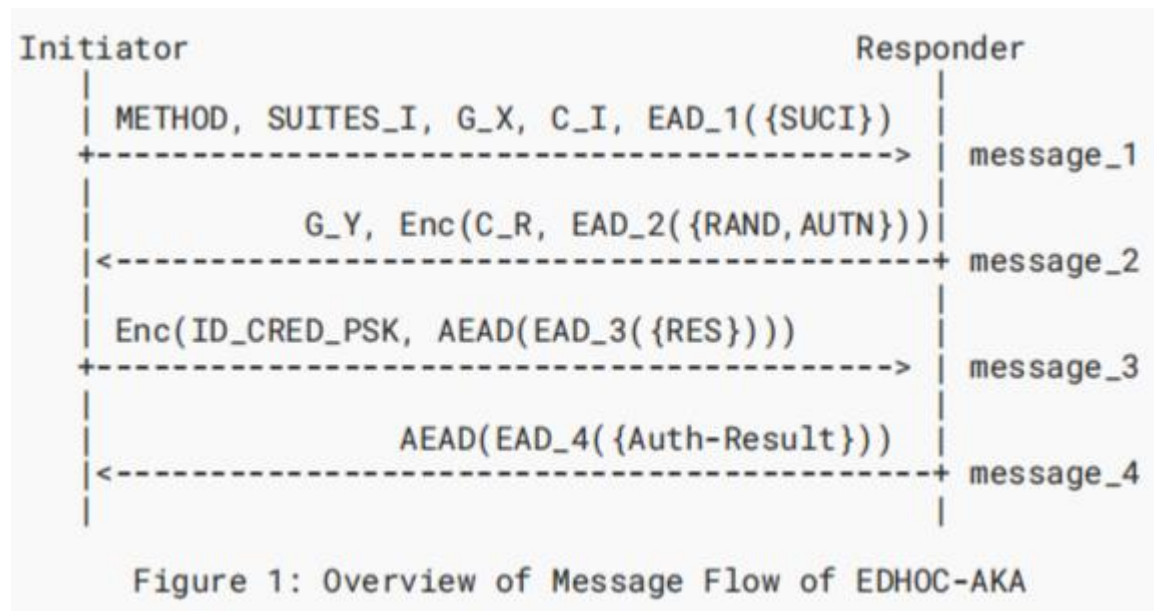 Initiator Responder
METHOD, SUITES_I, G_X, C_I, EAD_1({SUCI})
message_1
G_Y, Enc(C_R, EAD_2({RAND,AUTN}))
message_2
Enc(ID_CRED_PSK, AEAD(EAD_3({RES})))
message_3
AEAD(EAD_4({Auth-Result}))
message_4
Figure 1: Overview of Message Flow of EDHOC-AKA